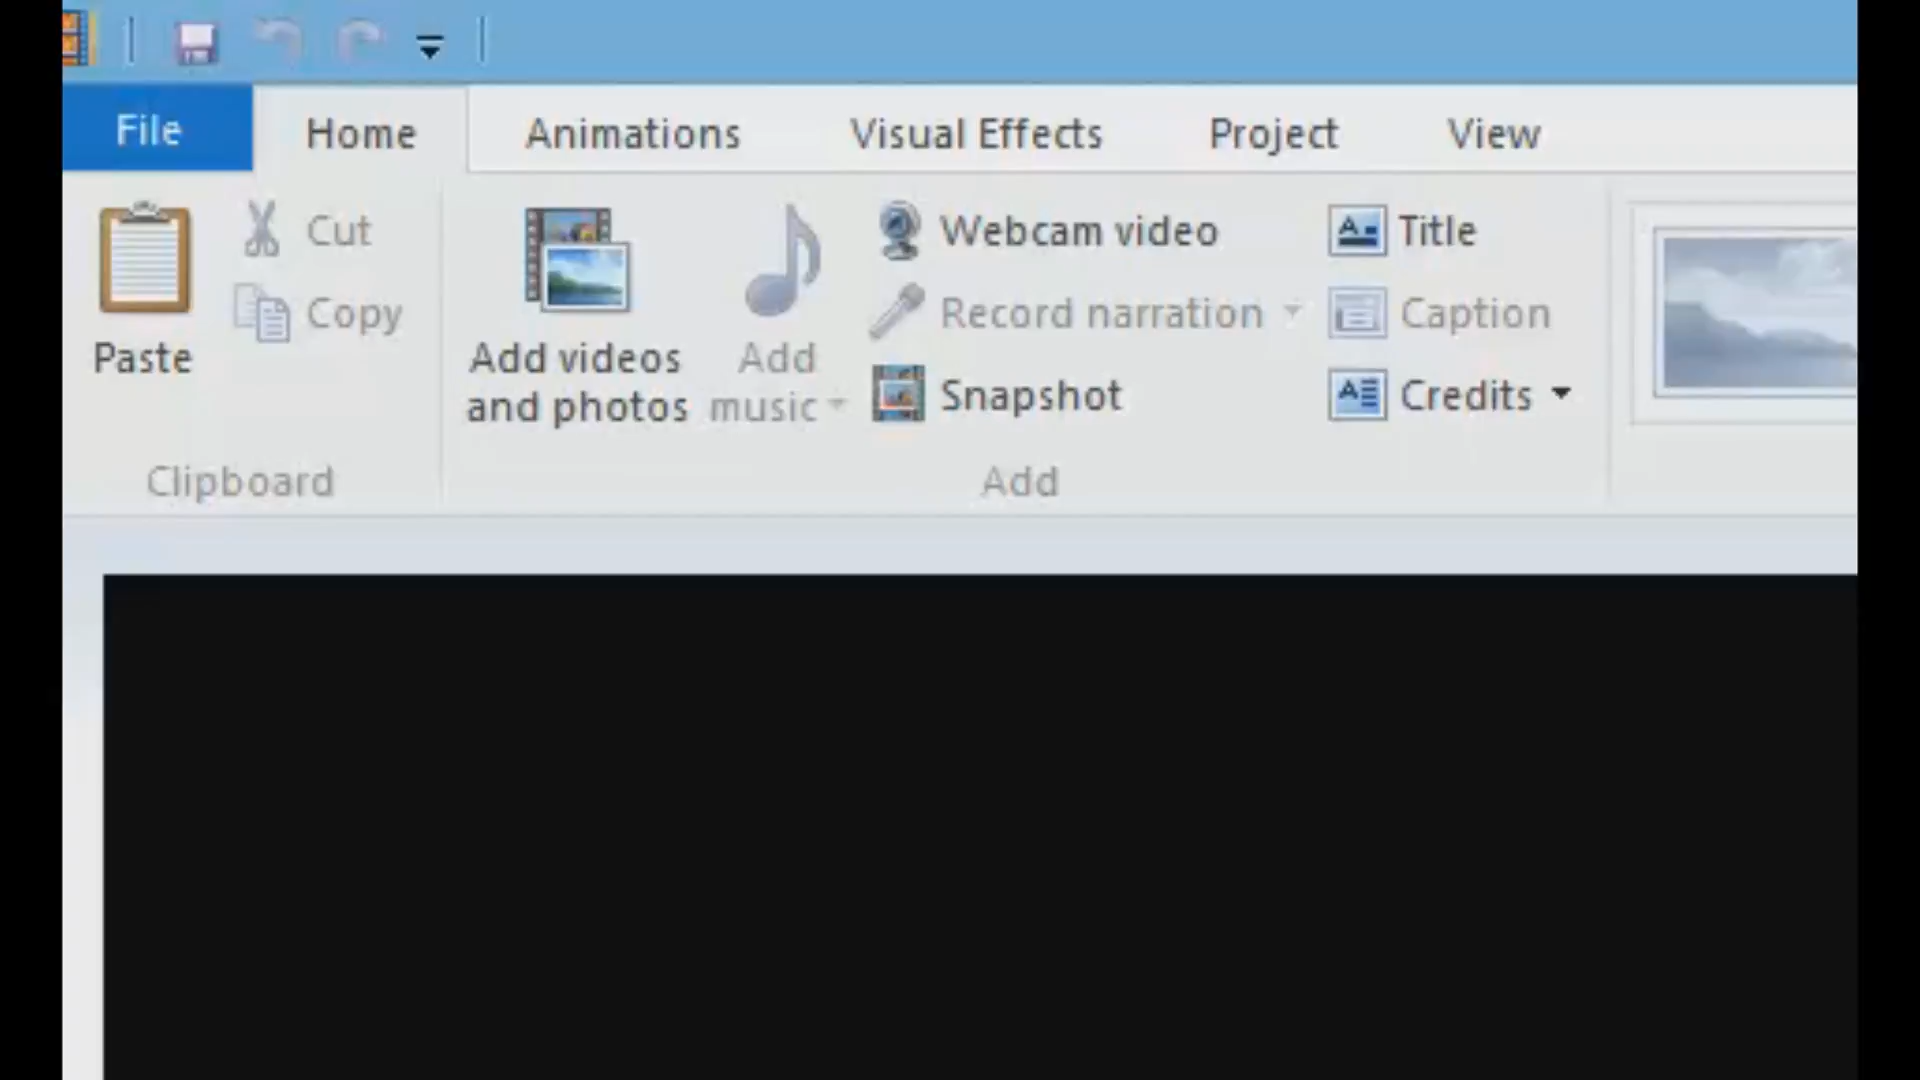 File Home Animations Visual Effects Project View
Cut Webcam video Title
Copy Record narration Caption
Paste Add videos Add
and photos music Snapshot Credits
Clipboard Add